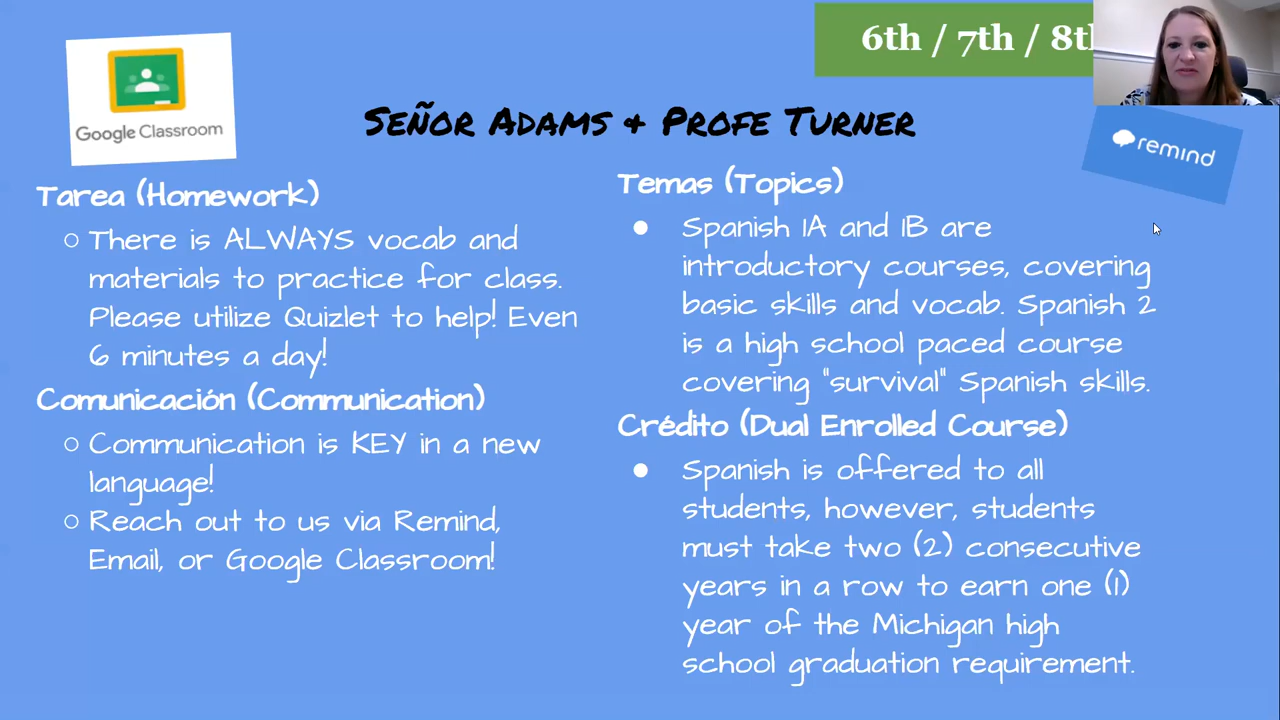 6th / 7th / 8th
Google Classroom
Señor Adams & Profe Turner
remind
Tarea (Homework)
There is ALWAYS vocab and
materials to practice for class.
Please utilize Quizlet to help! Even
6 minutes a day!
Comunicación (Communication)
Communication is KEY in a new
language!
Reach out to us via Remind,
Email, or Google Classroom!
Temas (Topics)
Spanish 1A and 1B are
introductory courses, covering
basic skills and vocab. Spanish 2
is a high school paced course
covering "survival" Spanish skills.
Crédito (Dual Enrolled Course)
Spanish is offered to all
students, however, students
must take two (2) consecutive
years in a row to earn one (1)
year of the Michigan high
school graduation requirement.